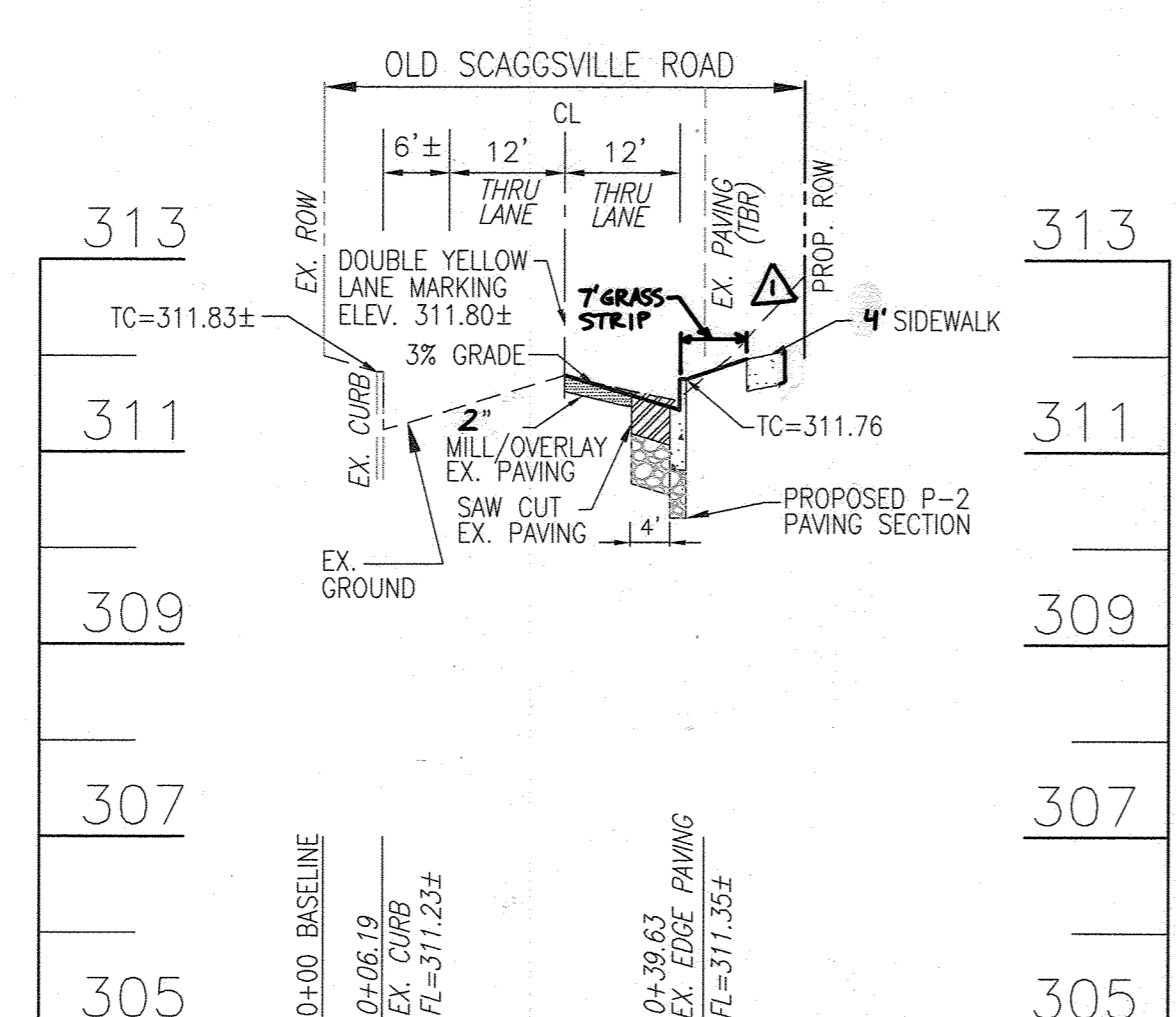 OLD SCAGGSVILLE ROAD
CL
6'±
12'
12'
THRU
LANE
THRU
LANE
EX. ROW
EX. PAVING
(TBR)
PROP. ROW
313
313
DOUBLE YELLOW
LANE MARKING
ELEV. 311.80±
7' GRASS
STRIP
1
TC=311.83±
4' SIDEWALK
3% GRADE
EX. CURB
311
311
2"
MILL/OVERLAY
EX. PAVING
TC=311.76
SAW CUT
EX. PAVING
4'
PROPOSED P-2
PAVING SECTION
EX.
GROUND
309
309
307
307
0+00 BASELINE
0+06.19
EX. CURB
FL=311.23±
0+39.63
EX. EDGE PAVING
FL=311.35±
305
305